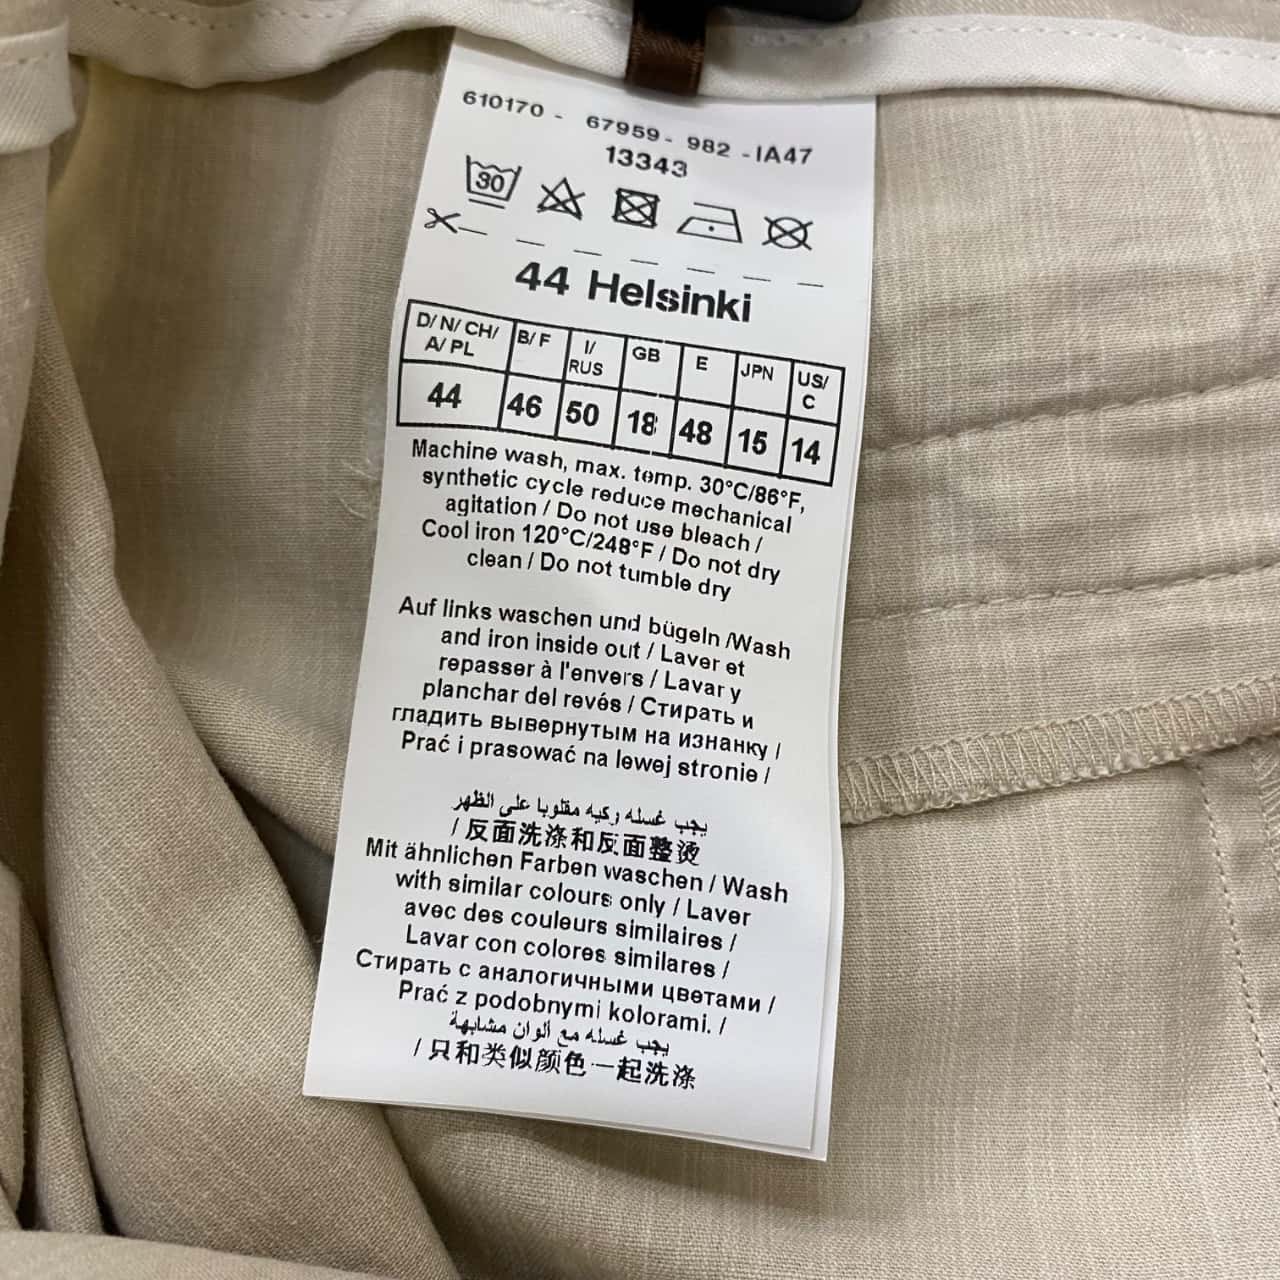 610170 - 67959 - 982 - IA47
13343
30
44 Helsinki
D/ N/ CH/ A/ PL B/ F I/ RUS GB E JPN US/ C
44 46 50 18 48 15 14
Machine wash, max. temp. 30°C/86°F,
synthetic cycle reduce mechanical
agitation / Do not use bleach /
Cool iron 120°C/248°F / Do not dry
clean / Do not tumble dry
Auf links waschen und bügeln /Wash
and iron inside out / Laver et
repasser à l'envers / Lavar y
planchar del revés / Стирать и
гладить вывернутым на изнанку /
Prać i prasować na lewej stronie /
يجب غسله ركيه مقلوبا على الظهر
/ 反面洗涤和反面整烫
Mit ähnlichen Farben waschen / Wash
with similar colours only / Laver
avec des couleurs similaires /
Lavar con colores similares /
Стирать с аналогичными цветами /
Prać z podobnymi kolorami. /
يجب غسله مع الوان مشابهة
/ 只和类似颜色一起洗涤